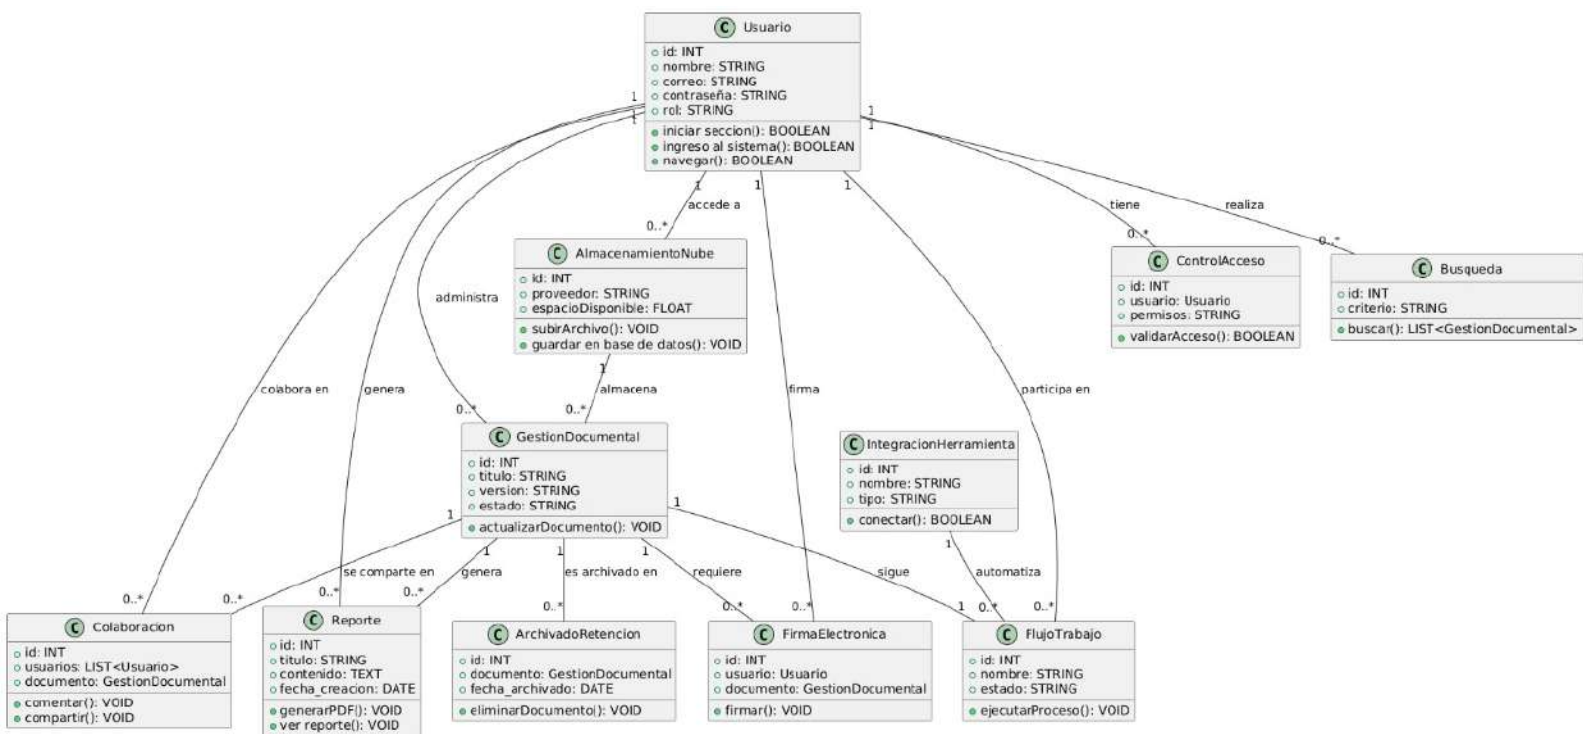 C Usuario
id: INT
nombre: STRING
correo: STRING
contraseña: STRING
rol: STRING
iniciar seccion(): BOOLEAN
ingreso al sistema(): BOOLEAN
navegar(): BOOLEAN
1
1
1
1
1
1
1
1
accede a
tiene
realiza
0..*
0..*
0..*
C AlmacenamientoNube
id: INT
proveedor: STRING
espacioDisponible: FLOAT
subirArchivo(): VOID
guardar en base de datos(): VOID
C ControlAcceso
id: INT
usuario: Usuario
permisos: STRING
validarAcceso(): BOOLEAN
C Busqueda
id: INT
criterio: STRING
buscar(): LIST<GestionDocumental>
administra
1
colabora en
genera
almacena
firma
participa en
0..*
0..*
C GestionDocumental
id: INT
titulo: STRING
version: STRING
estado: STRING
actualizarDocumento(): VOID
C IntegracionHerramienta
id: INT
nombre: STRING
tipo: STRING
conectar(): BOOLEAN
1
1
1
1
1
1
se comparte en
genera
es archivado en
requiere
sigue
automatiza
0..*
0..*
0..*
0..*
0..*
0..*
0..*
1
0..*
0..*
C Colaboracion
id: INT
usuarios: LIST<Usuario>
documento: GestionDocumental
comentar(): VOID
compartir(): VOID
C Reporte
id: INT
titulo: STRING
contenido: TEXT
fecha_creacion: DATE
generarPDF(): VOID
ver reporte(): VOID
C ArchivadoRetencion
id: INT
documento: GestionDocumental
fecha_archivado: DATE
eliminarDocumento(): VOID
C FirmaElectronica
id: INT
usuario: Usuario
documento: GestionDocumental
firmar(): VOID
C FlujoTrabajo
id: INT
nombre: STRING
estado: STRING
ejecutarProceso(): VOID